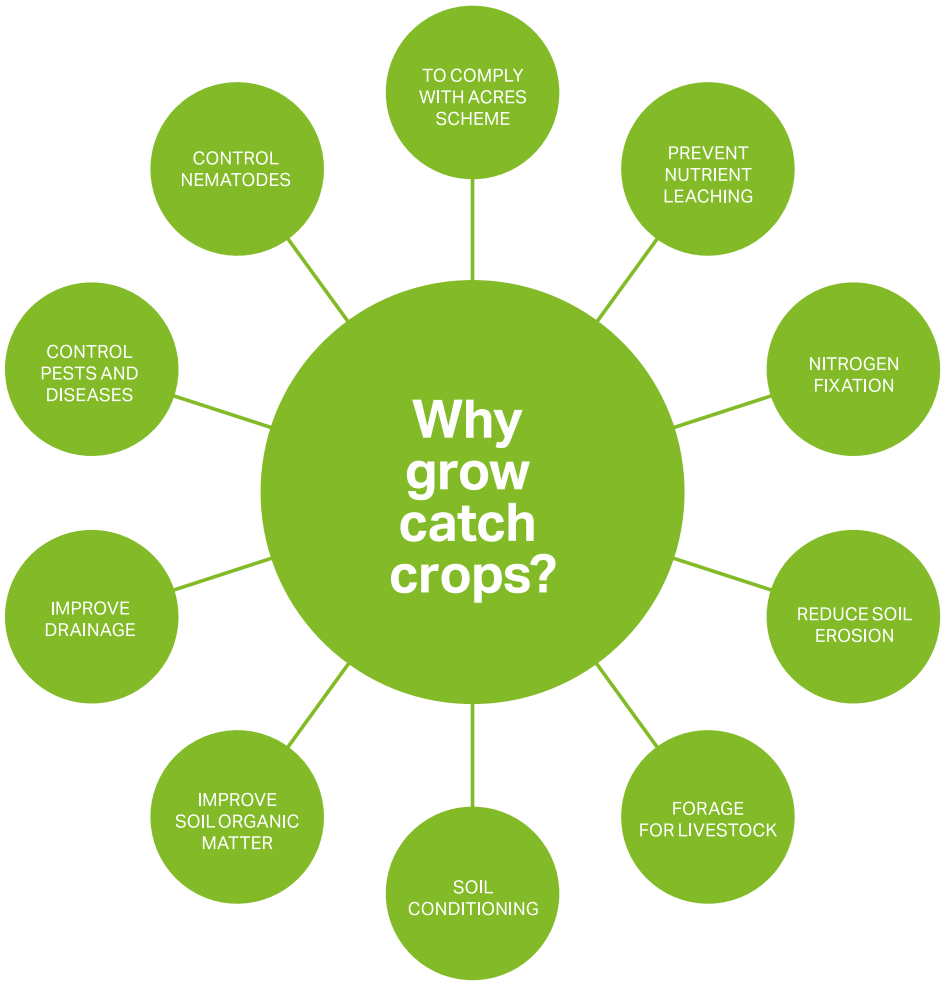 Why
grow
catch
crops?
TO COMPLY
WITH ACRES
SCHEME
PREVENT
NUTRIENT
LEACHING
NITROGEN
FIXATION
REDUCE SOIL
EROSION
FORAGE
FOR LIVESTOCK
SOIL
CONDITIONING
IMPROVE
SOIL ORGANIC
MATTER
IMPROVE
DRAINAGE
CONTROL
PESTS AND
DISEASES
CONTROL
NEMATODES